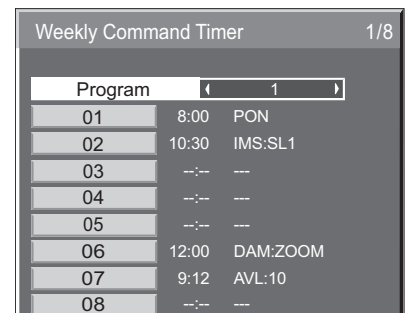 Weekly Command Timer 1/8
Program 1
01 8:00 PON
02 10:30 IMS:SL1
03 --:-- ---
04 --:-- ---
05 --:-- ---
06 12:00 DAM:ZOOM
07 9:12 AVL:10
08 --:-- ---